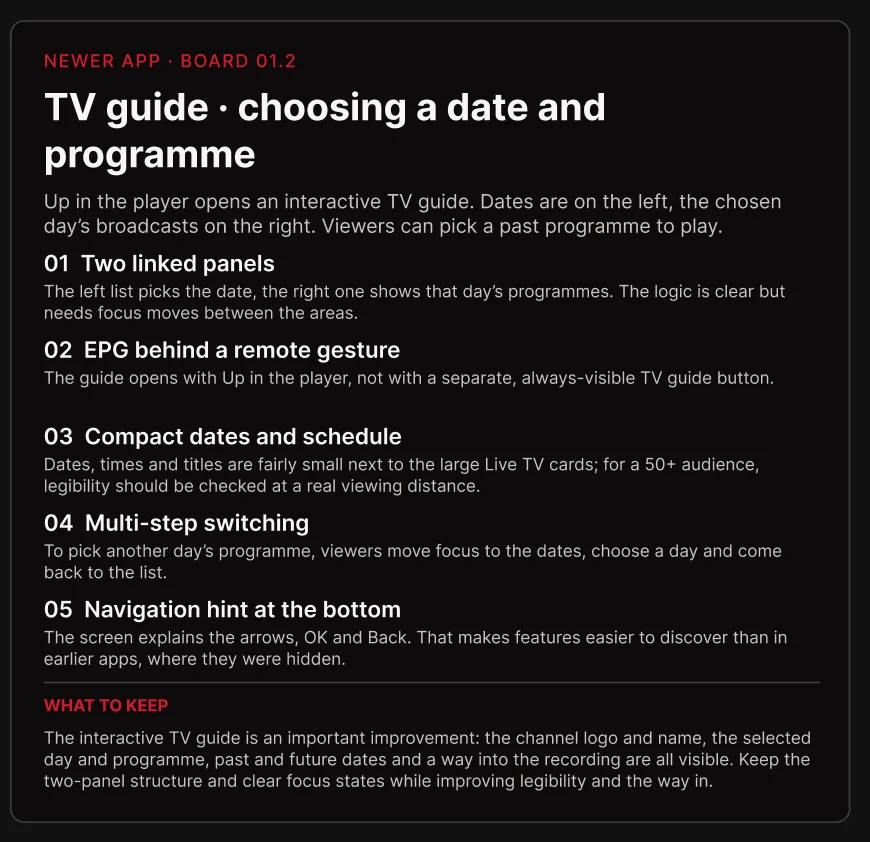 NEWER APP · BOARD 01.2
TV guide · choosing a date and
programme
Up in the player opens an interactive TV guide. Dates are on the left, the chosen
day’s broadcasts on the right. Viewers can pick a past programme to play.
01 Two linked panels
The left list picks the date, the right one shows that day’s programmes. The logic is clear but
needs focus moves between the areas.
02 EPG behind a remote gesture
The guide opens with Up in the player, not with a separate, always-visible TV guide button.
03 Compact dates and schedule
Dates, times and titles are fairly small next to the large Live TV cards; for a 50+ audience,
legibility should be checked at a real viewing distance.
04 Multi-step switching
To pick another day’s programme, viewers move focus to the dates, choose a day and come
back to the list.
05 Navigation hint at the bottom
The screen explains the arrows, OK and Back. That makes features easier to discover than in
earlier apps, where they were hidden.
WHAT TO KEEP
The interactive TV guide is an important improvement: the channel logo and name, the selected
day and programme, past and future dates and a way into the recording are all visible. Keep the
two-panel structure and clear focus states while improving legibility and the way in.